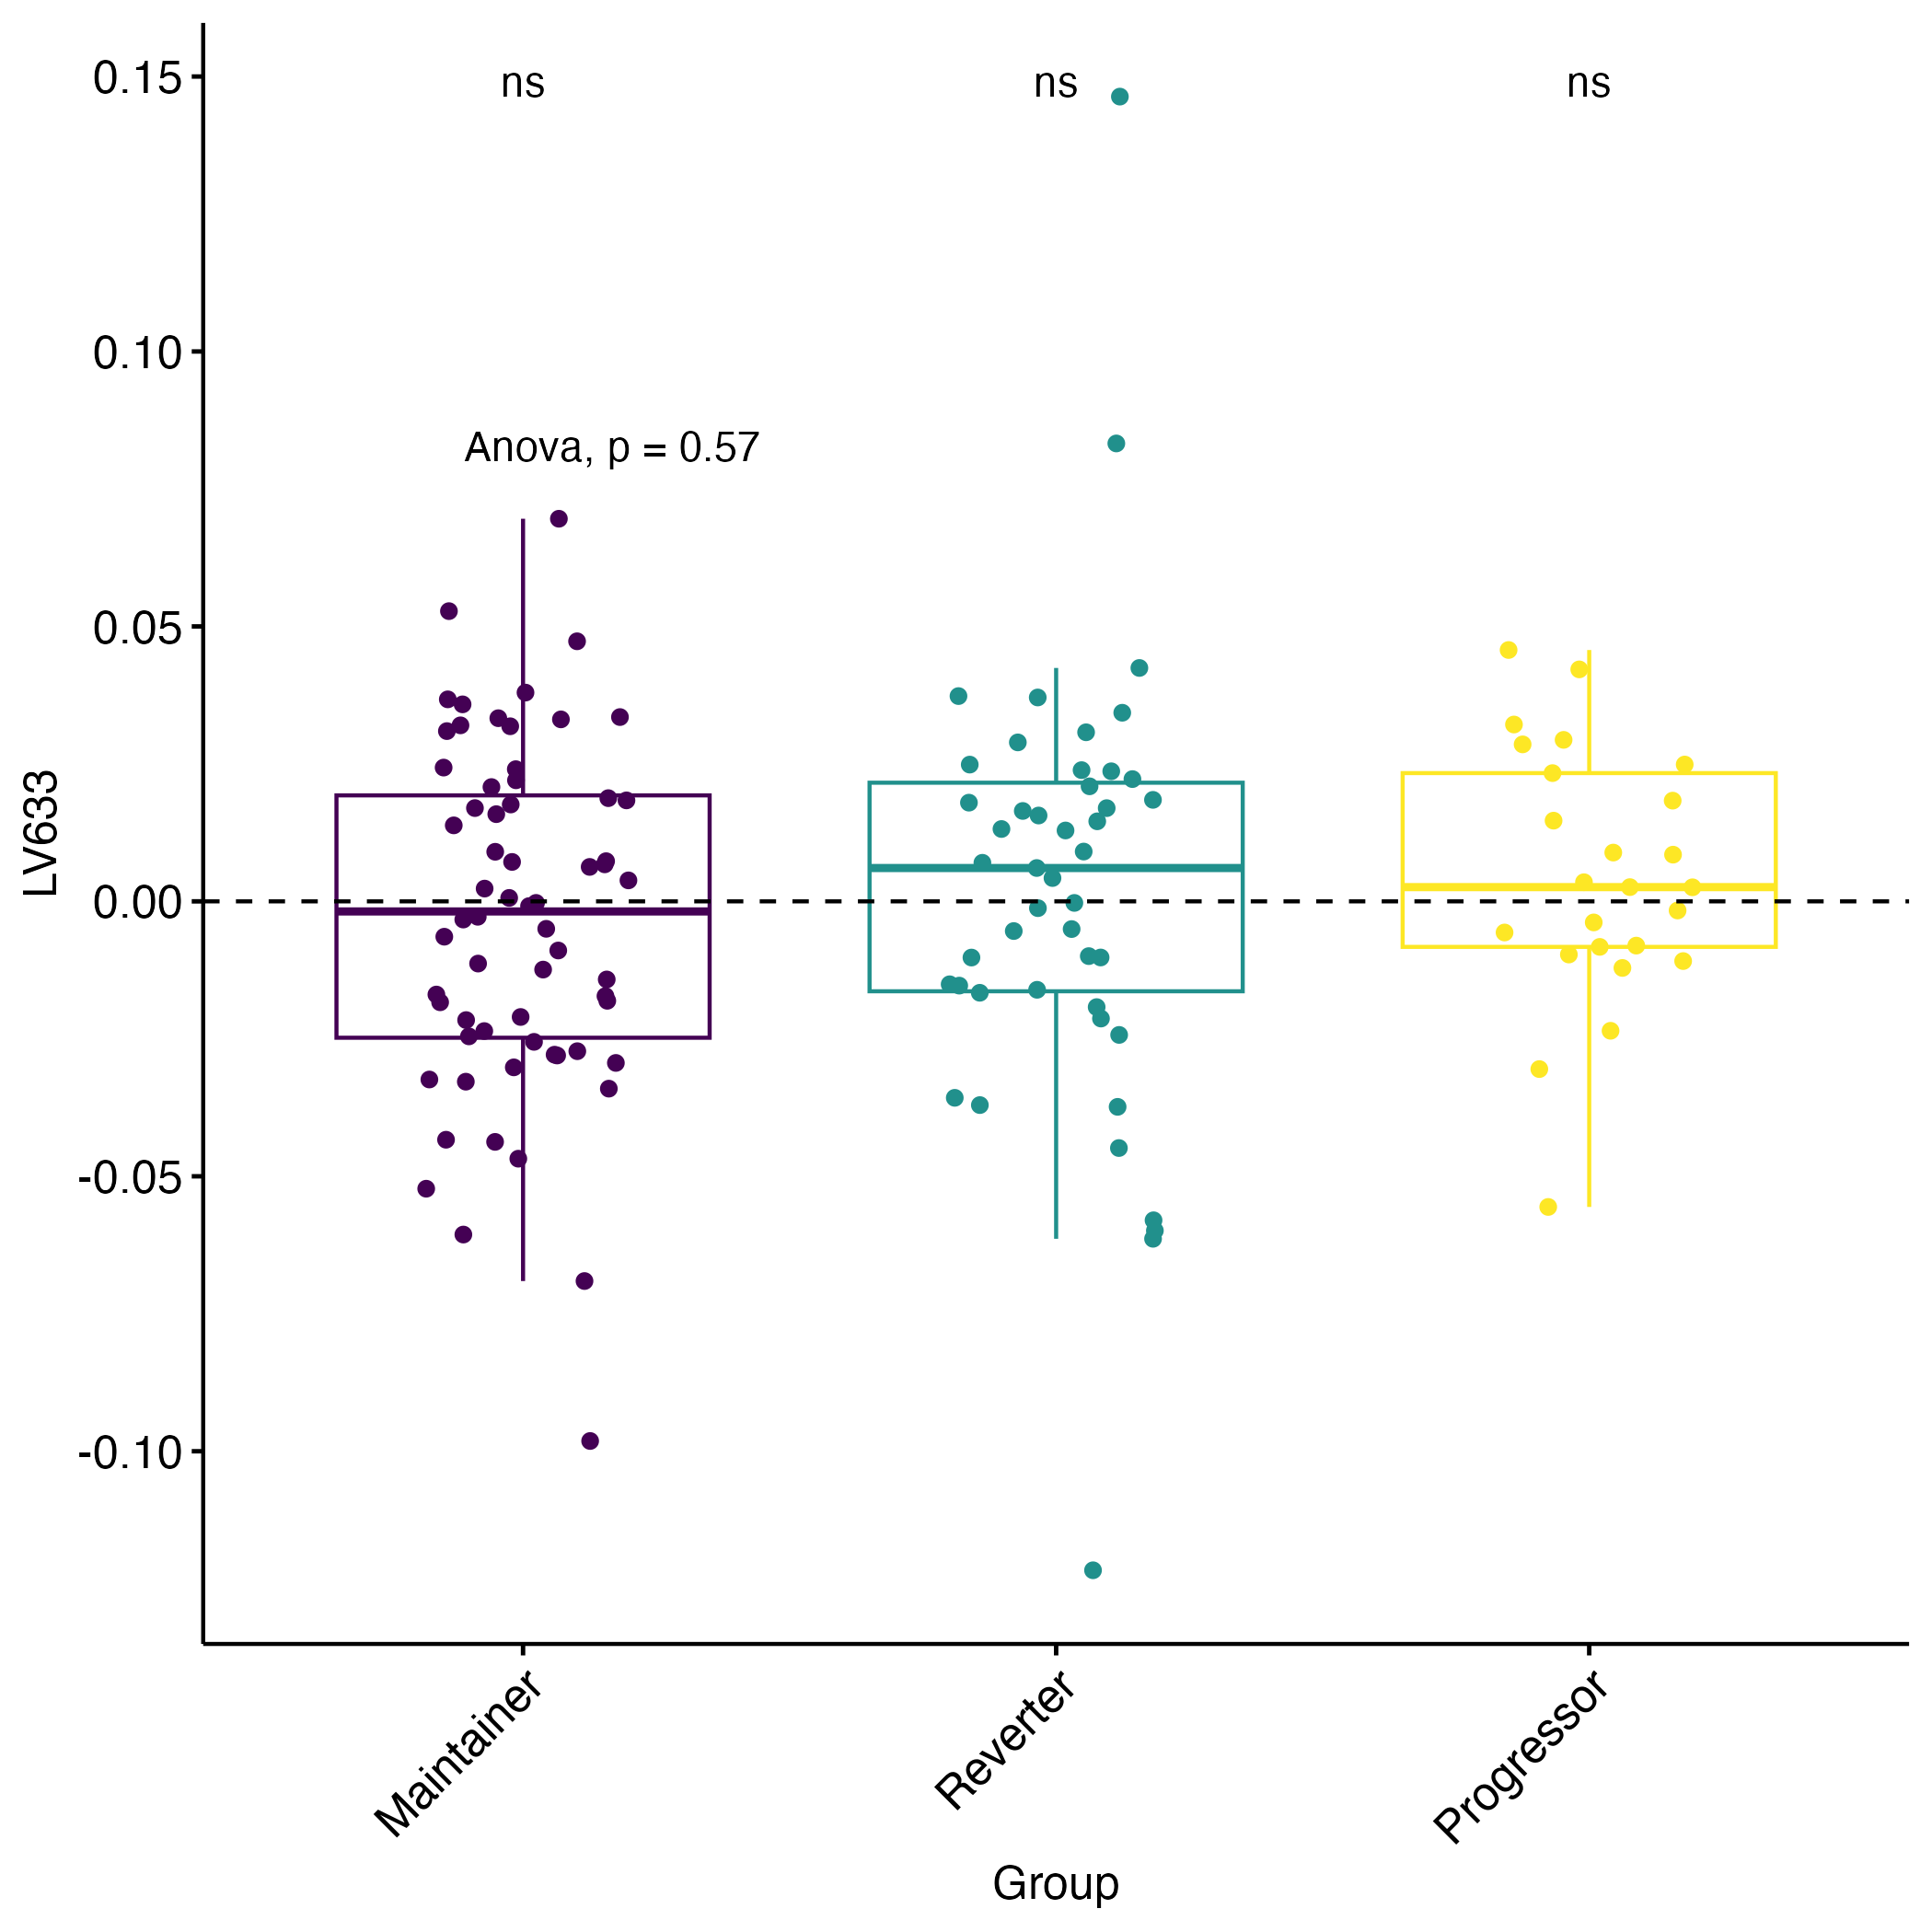 ns ns ns
Anova, p = 0.57
0.15
0.10
0.05
0.00
-0.05
-0.10
LV633
Maintainer
Reverter
Progressor
Group